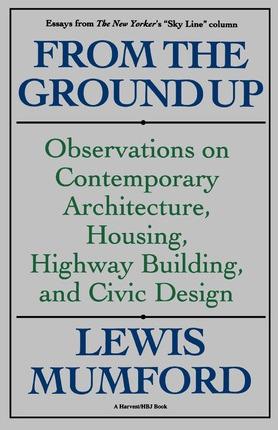 Essays from The New Yorker's "Sky Line" column
FROM THE
GROUND UP
Observations on
Contemporary
Architecture,
Housing,
Highway Building,
and Civic Design
LEWIS
MUMFORD
A Harvest/HBJ Book